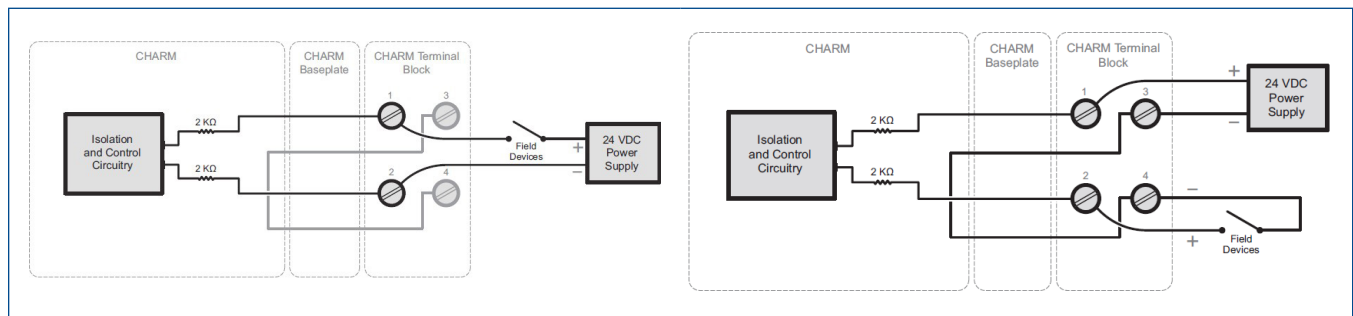 CHARM
CHARM
Baseplate
CHARM Terminal
Block
1
3
2 KΩ
Isolation
and Control
Circuitry
2 KΩ
2
4
Field
Devices
+
−
24 VDC
Power
Supply
CHARM
CHARM
Baseplate
CHARM Terminal
Block
1
3
+
−
24 VDC
Power
Supply
2 KΩ
Isolation
and Control
Circuitry
2 KΩ
2
4
−
+
Field
Devices